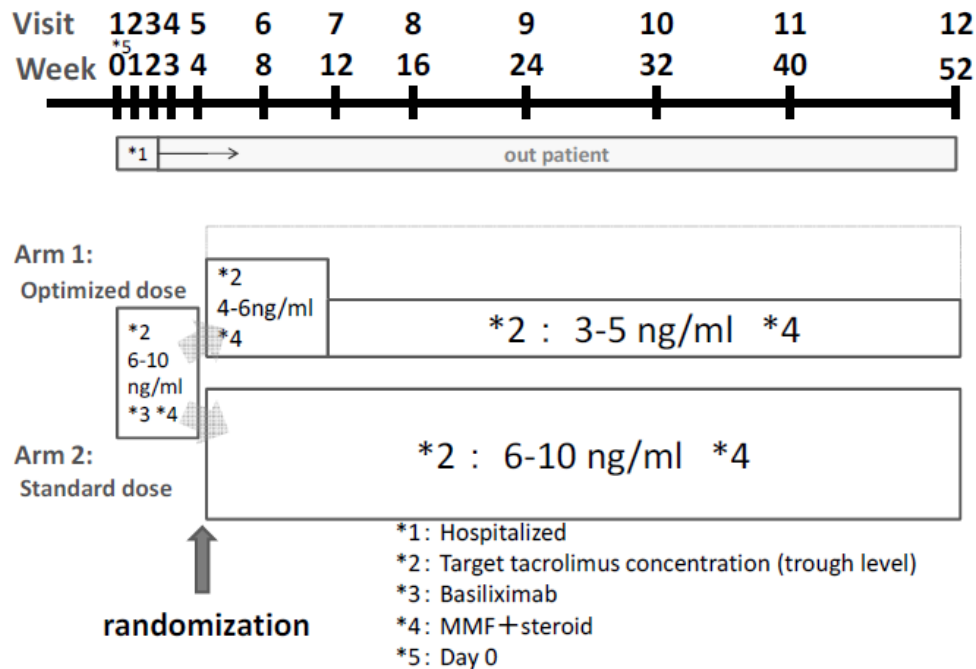 Visit 1 2 3 4 5 6 7 8 9 10 11 12
*5
Week 0 1 2 3 4 8 12 16 24 32 40 52
*1 out patient
Arm 1:
Optimized dose
*2
4-6ng/ml
*4
*2 : 3-5 ng/ml *4
*2
6-10
ng/ml
*3 *4
Arm 2:
Standard dose
*2 : 6-10 ng/ml *4
randomization
*1: Hospitalized
*2: Target tacrolimus concentration (trough level)
*3: Basiliximab
*4: MMF+steroid
*5: Day 0